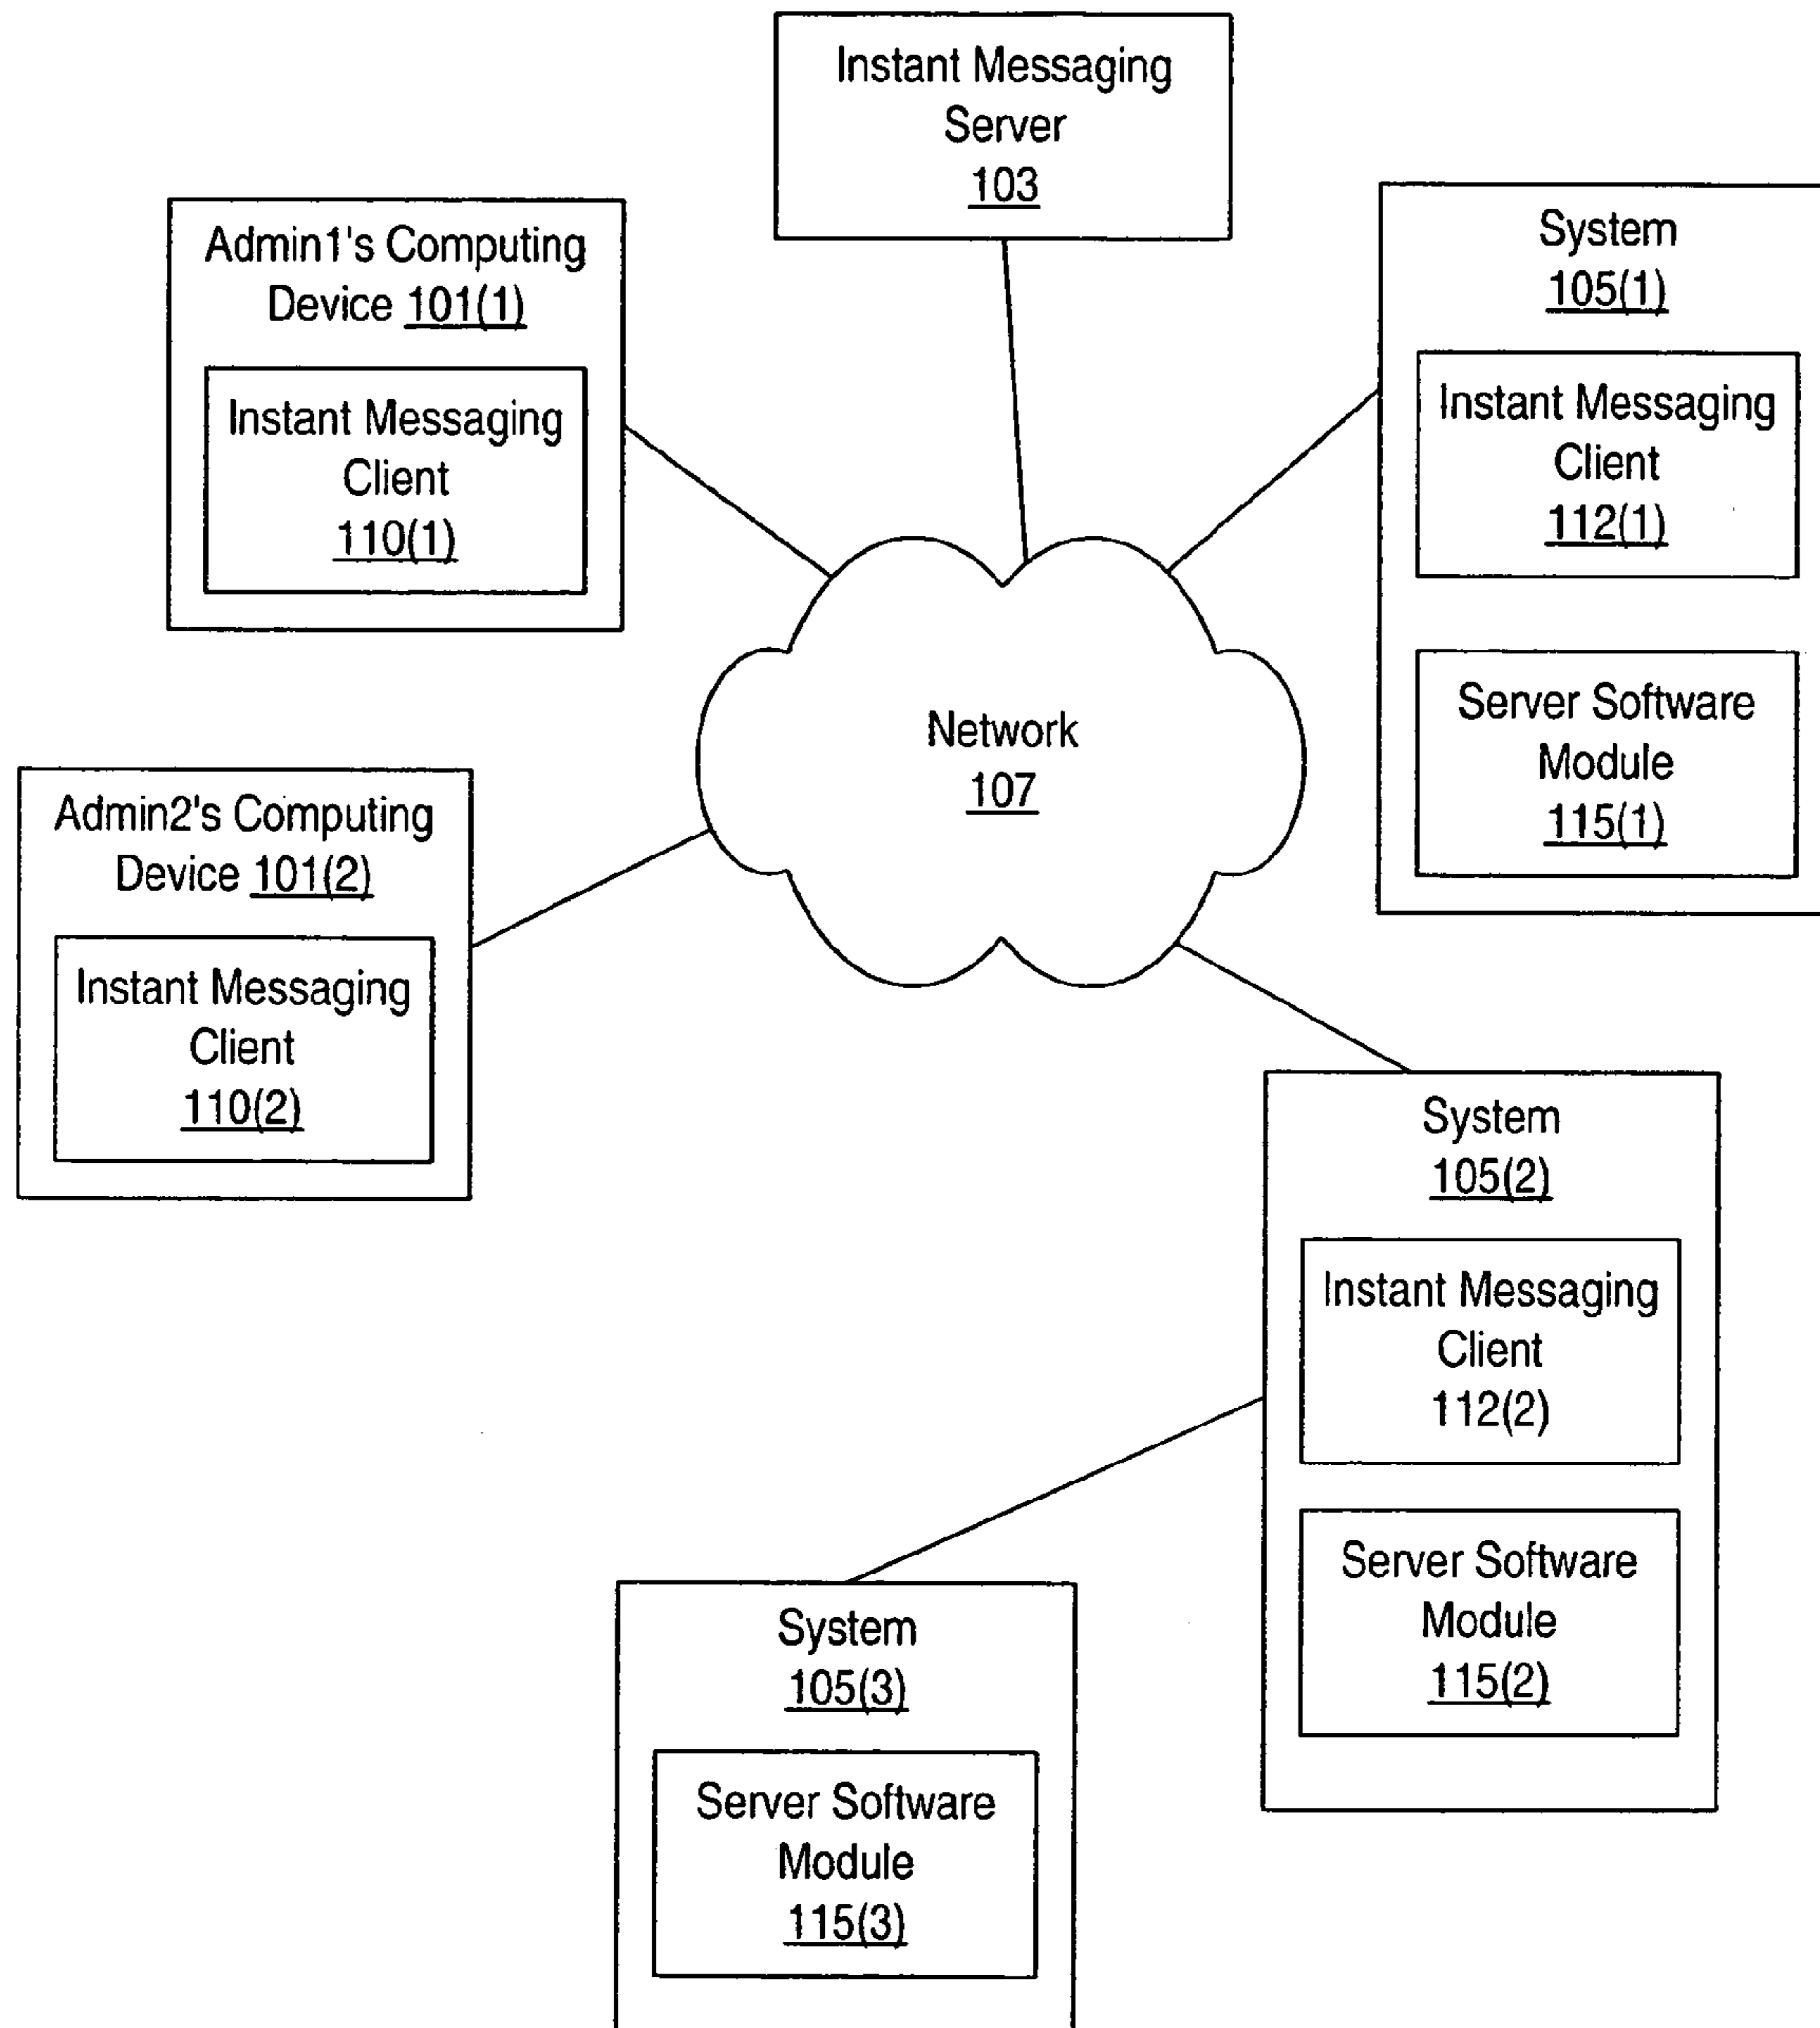 Instant Messaging
Server
103
Admin1's Computing
Device 101(1)
Instant Messaging
Client
110(1)
System
105(1)
Instant Messaging
Client
112(1)
Server Software
Module
115(1)
Network
107
Admin2's Computing
Device 101(2)
Instant Messaging
Client
110(2)
System
105(2)
Instant Messaging
Client
112(2)
Server Software
Module
115(2)
System
105(3)
Server Software
Module
115(3)